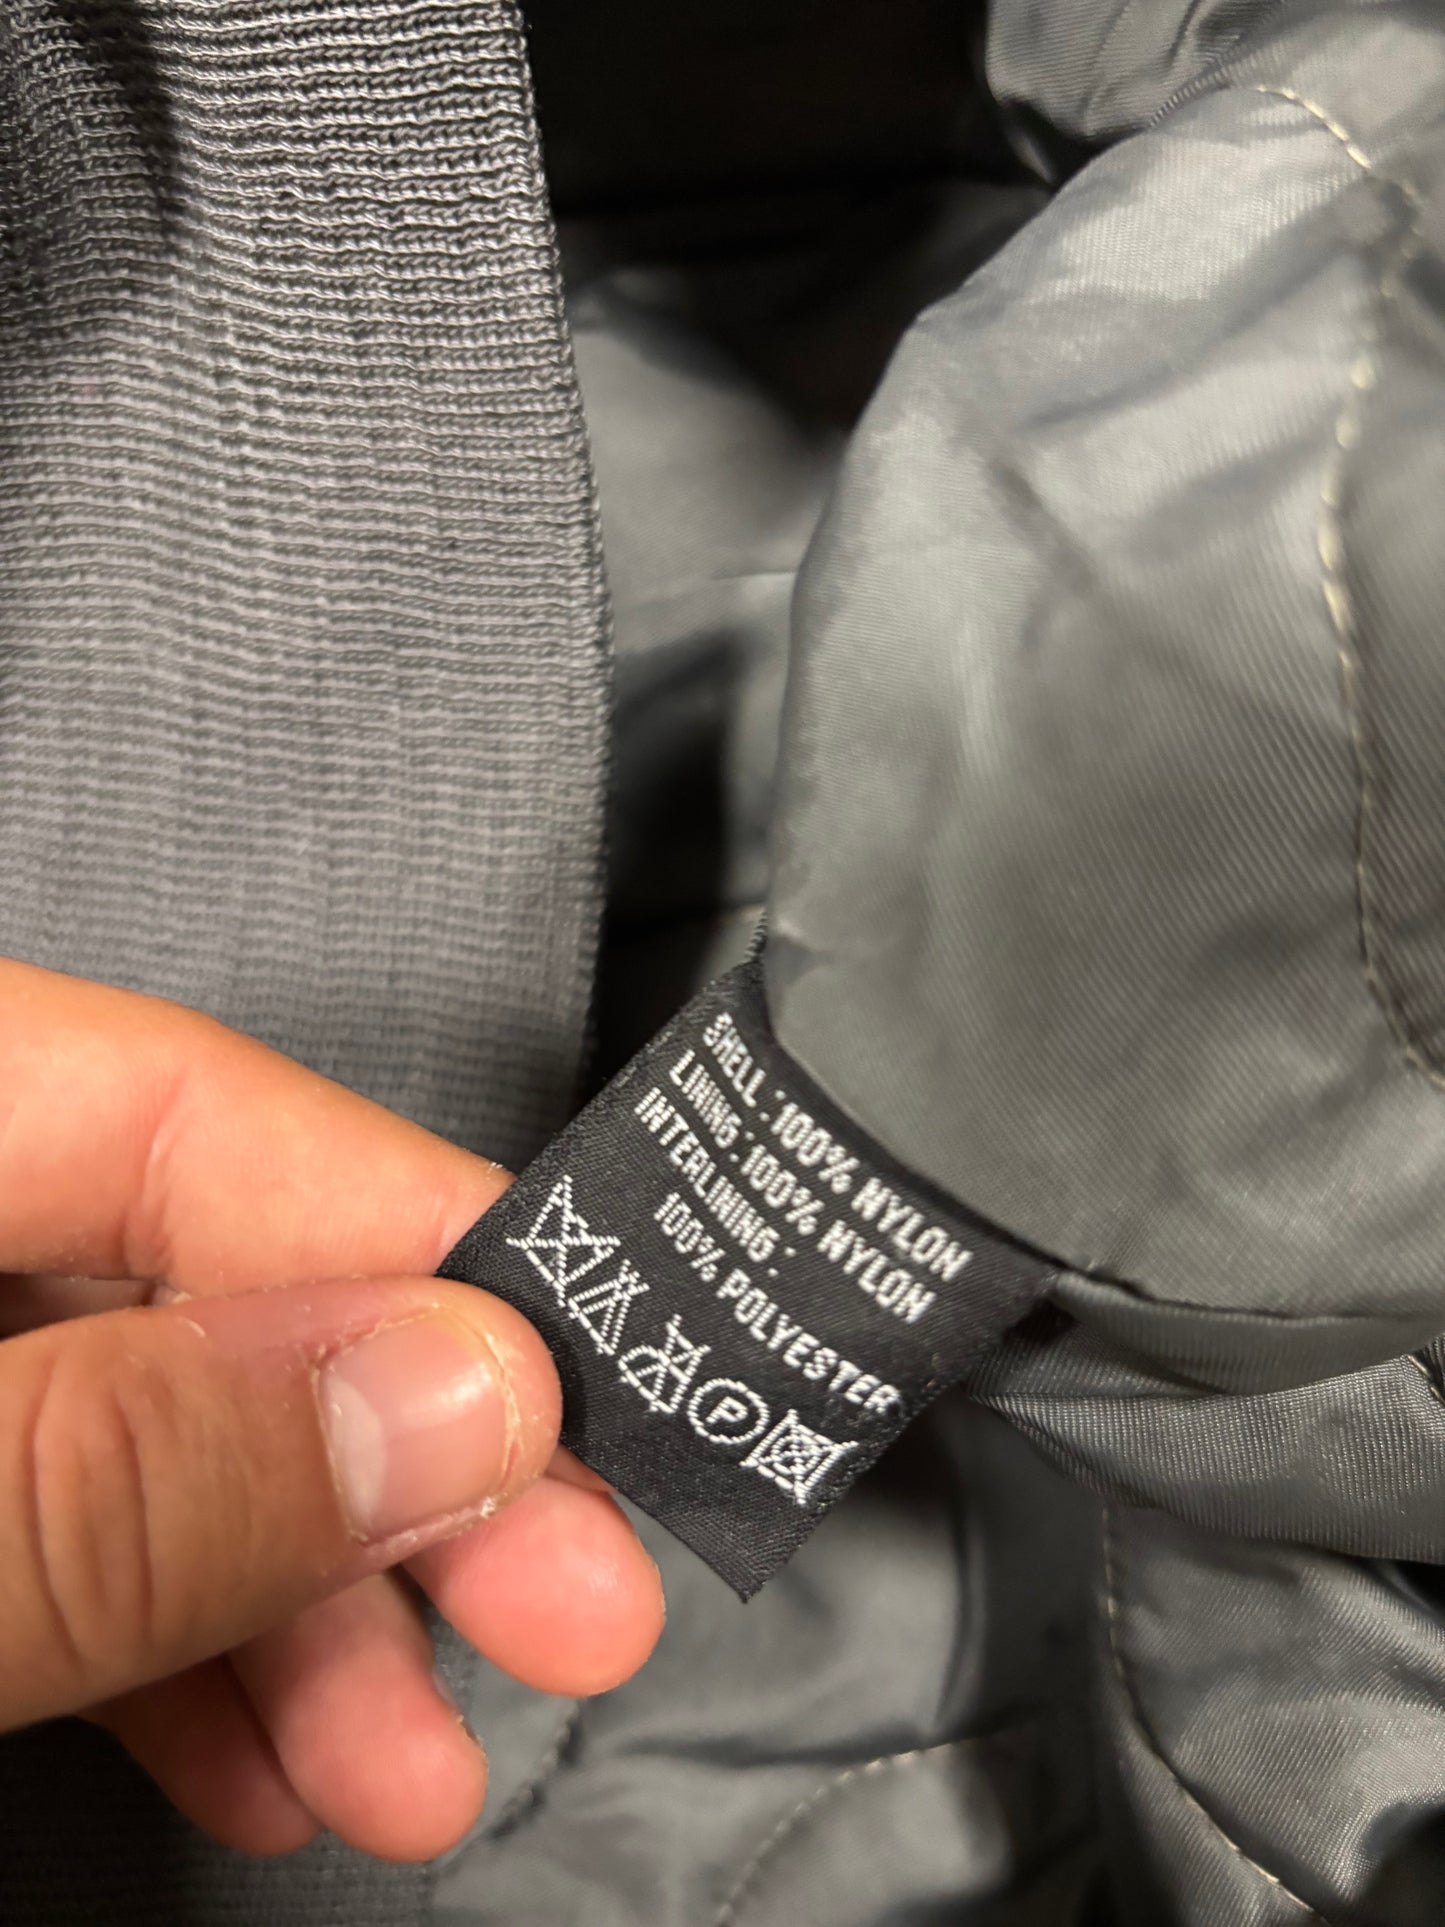 SHELL : 100% NYLON
LINING : 100% NYLON
INTERLINING :
100% POLYESTER
P